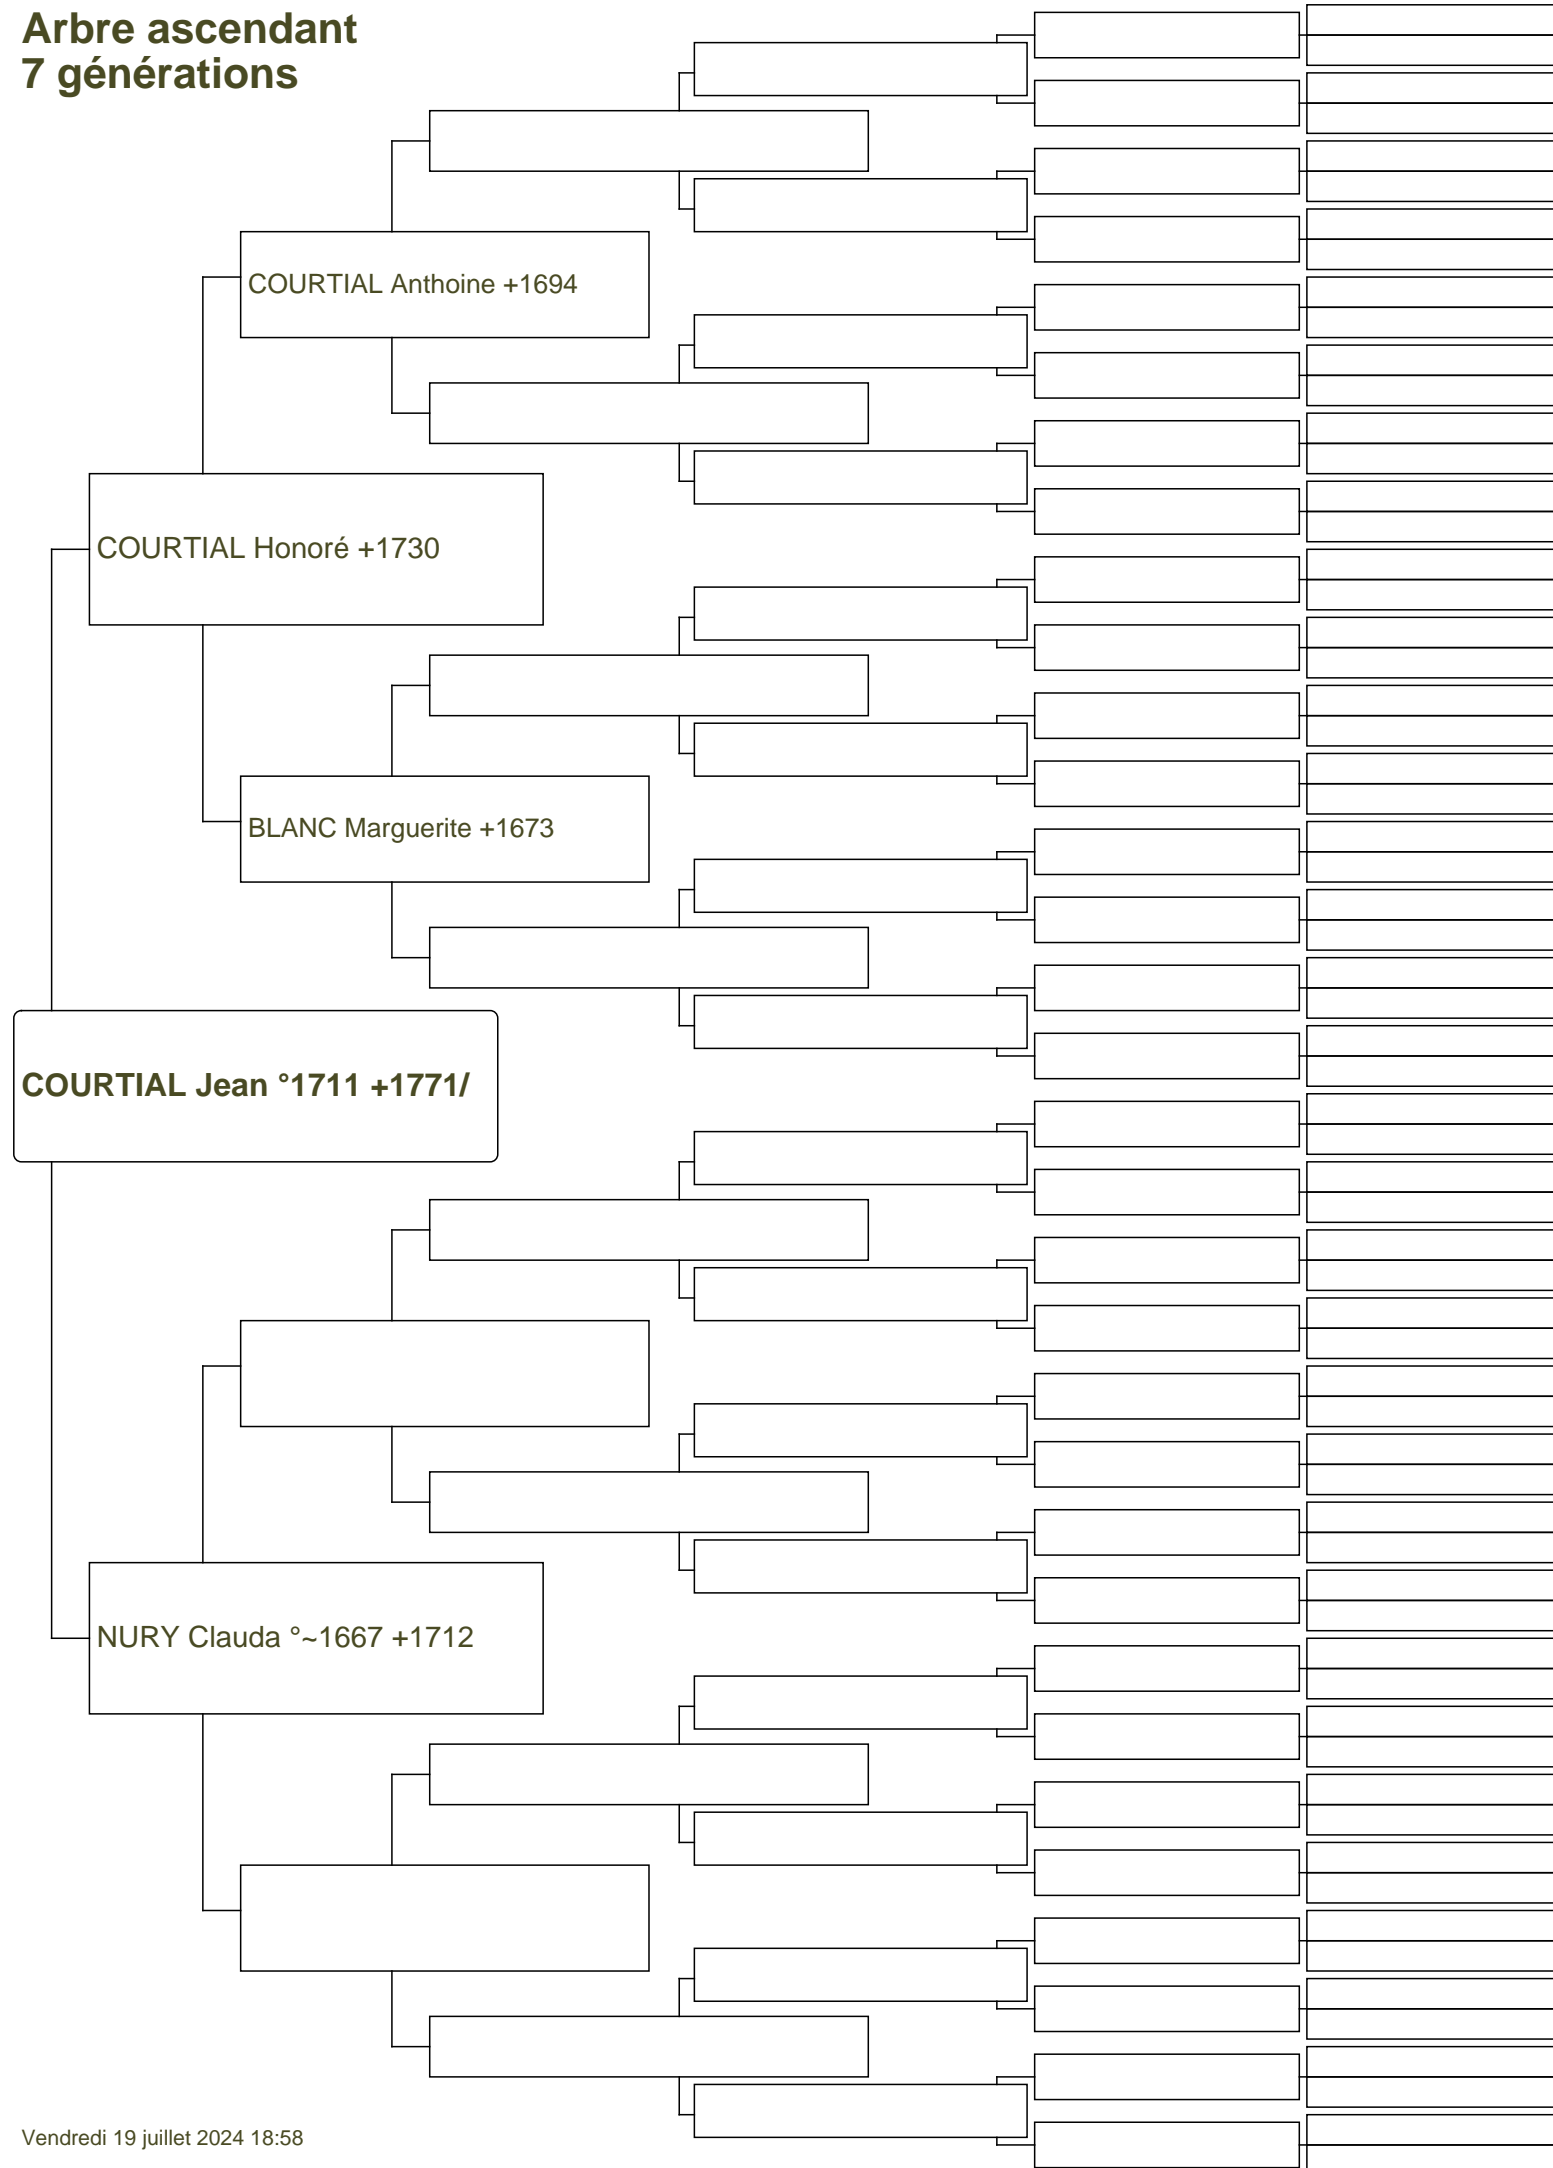 Arbre ascendant
7 générations
COURTIAL Anthoine +1694
COURTIAL Honoré +1730
BLANC Marguerite +1673
COURTIAL Jean °1711 +1771/
NURY Clauda °~1667 +1712
Vendredi 19 juillet 2024 18:58